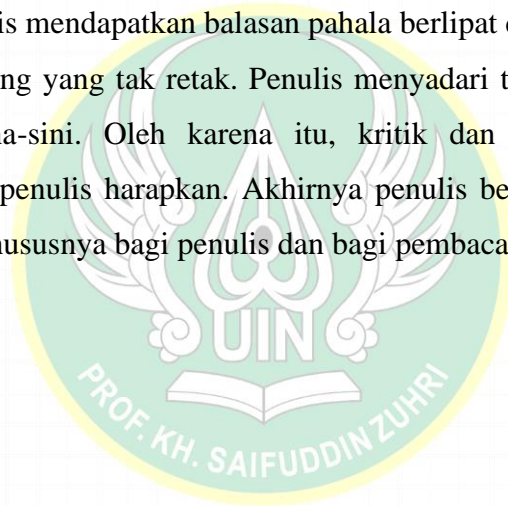 is mendapatkan balasan pahala berlipat
ng yang tak retak. Penulis menyadari t
a-sini. Oleh karena itu, kritik dan
penulis harapkan. Akhirnya penulis be
ususnya bagi penulis dan bagi pembaca
UIN
PROF. KH. SAIFUDDIN ZUHRI